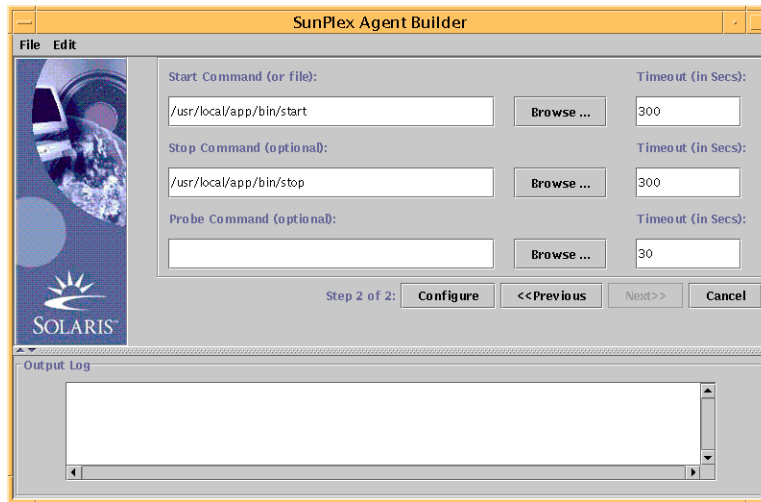 SunPlex Agent Builder
File Edit
Start Command (or file): Timeout (in Secs):
/usr/local/app/bin/start Browse ... 300
Stop Command (optional): Timeout (in Secs):
/usr/local/app/bin/stop Browse ... 300
Probe Command (optional): Timeout (in Secs):
Browse ... 30
Step 2 of 2: Configure <<Previous Next>> Cancel
SOLARIS™
Output Log